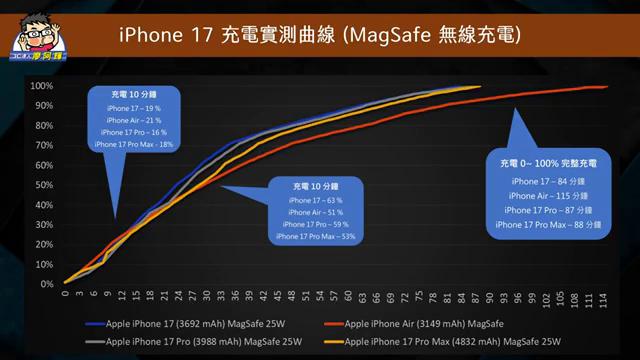 iPhone 17 充電實測曲線 (MagSafe 無線充電)
3C達人
廖阿輝
100%
90%
80%
70%
60%
50%
40%
30%
20%
10%
0%
充電 10 分鐘
iPhone 17 – 19 %
iPhone Air – 21 %
iPhone 17 Pro – 16 %
iPhone 17 Pro Max - 18%
充電 10 分鐘
iPhone 17 – 63 %
iPhone Air – 51 %
iPhone 17 Pro – 59 %
iPhone 17 Pro Max – 53%
充電 0~ 100% 完整充電
iPhone 17 – 84 分鐘
iPhone Air – 115 分鐘
iPhone 17 Pro – 87 分鐘
iPhone 17 Pro Max – 88 分鐘
0 3 6 9 12 15 18 21 24 27 30 33 36 39 42 45 48 51 54 57 60 63 66 69 72 75 78 81 84 87 90 93 96 99 102 105 108 111 114
Apple iPhone 17 (3692 mAh) MagSafe 25W
Apple iPhone Air (3149 mAh) MagSafe
Apple iPhone 17 Pro (3988 mAh) MagSafe 25W
Apple iPhone 17 Pro Max (4832 mAh) MagSafe 25W